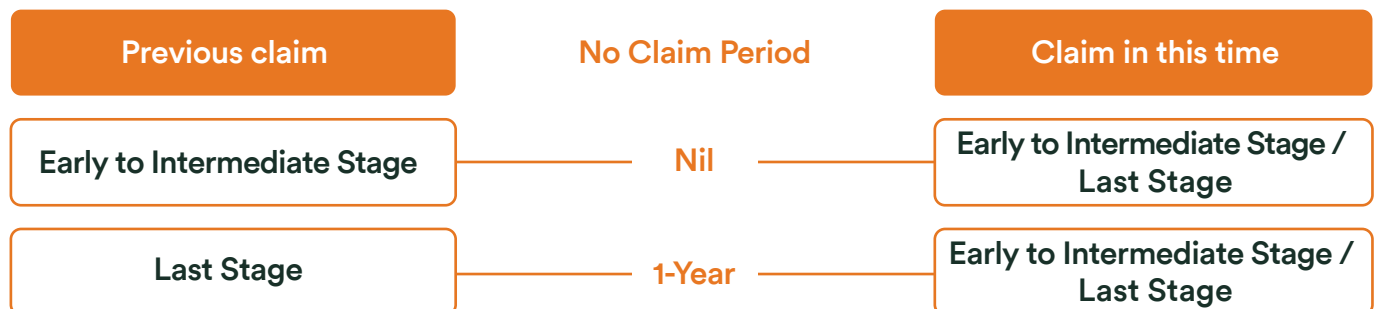 Previous claim
No Claim Period
Claim in this time
Early to Intermediate Stage
Nil
Early to Intermediate Stage /
Last Stage
Last Stage
1-Year
Early to Intermediate Stage /
Last Stage